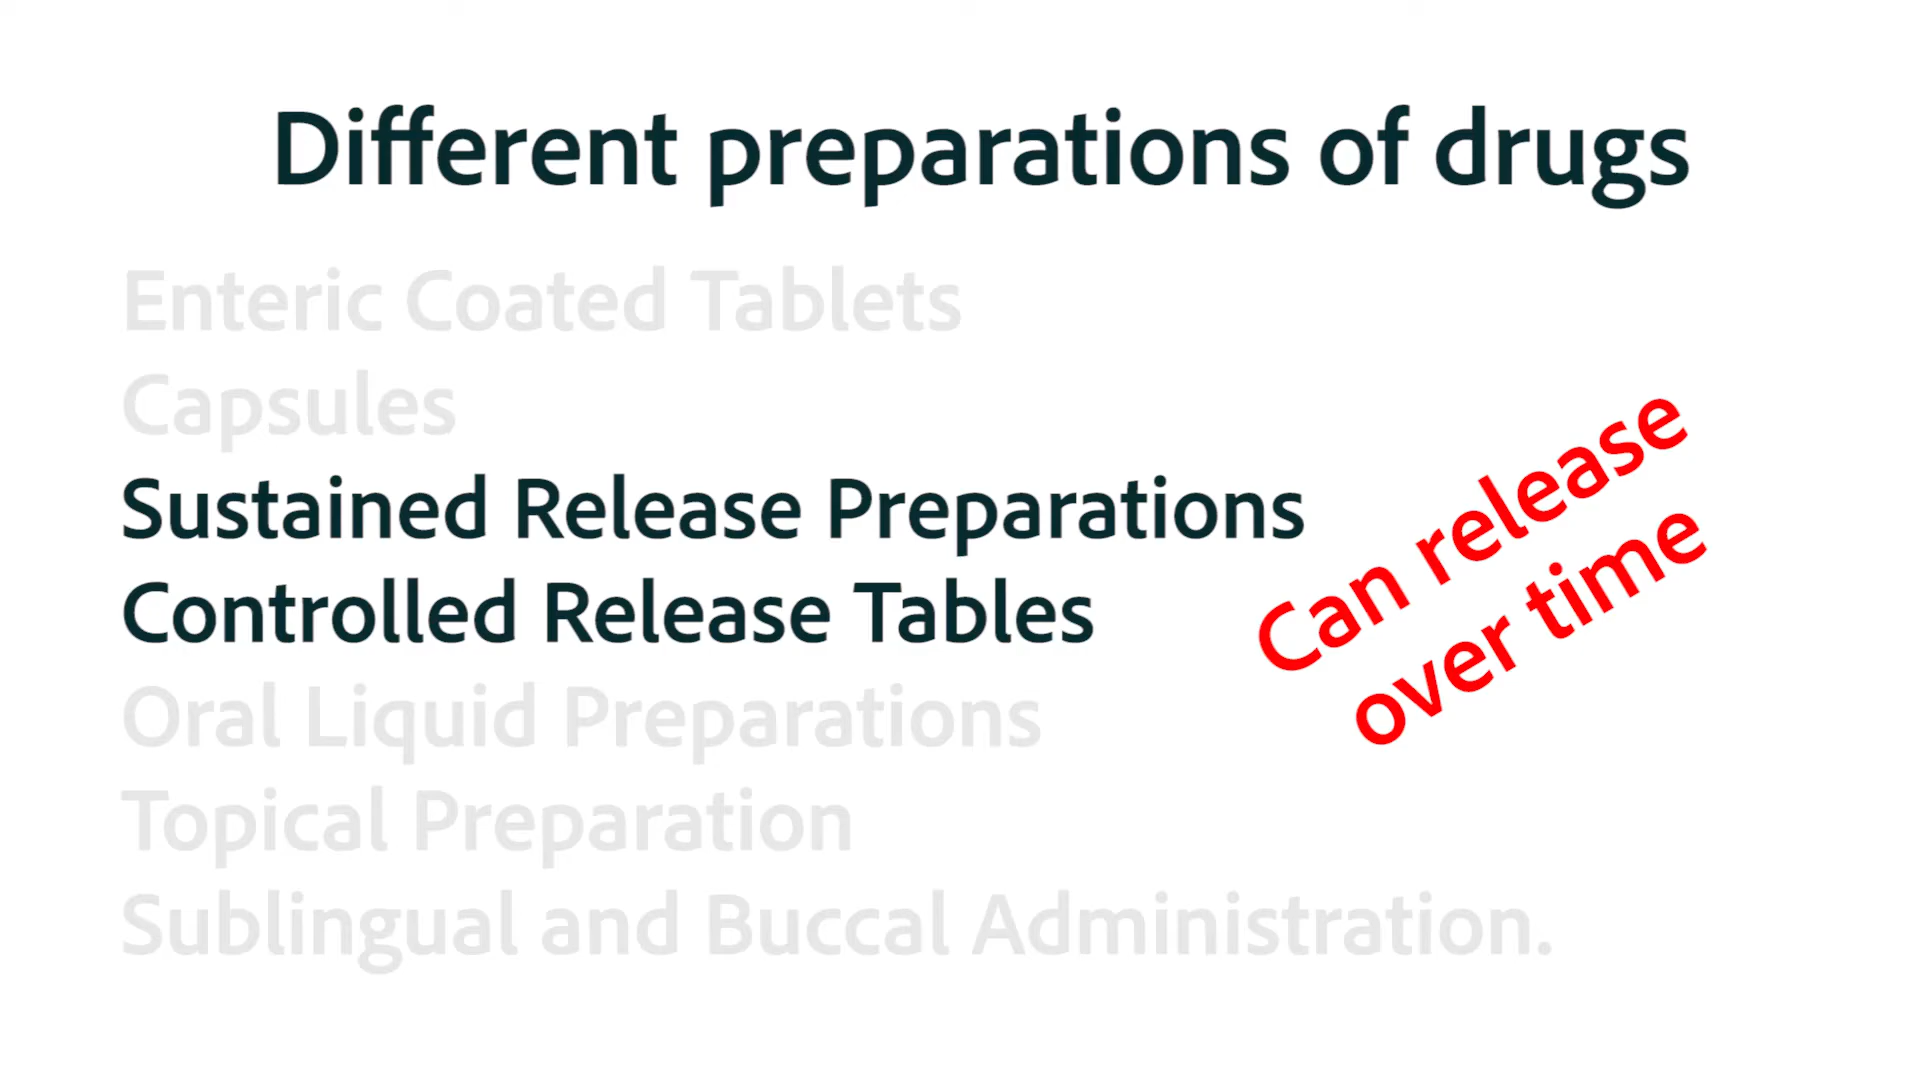 Different preparations of drugs
Enteric Coated Tablets
Capsules
Sustained Release Preparations
Controlled Release Tables
Can release
over time
Oral Liquid Preparations
Topical Preparation
Sublingual and Buccal Administration.